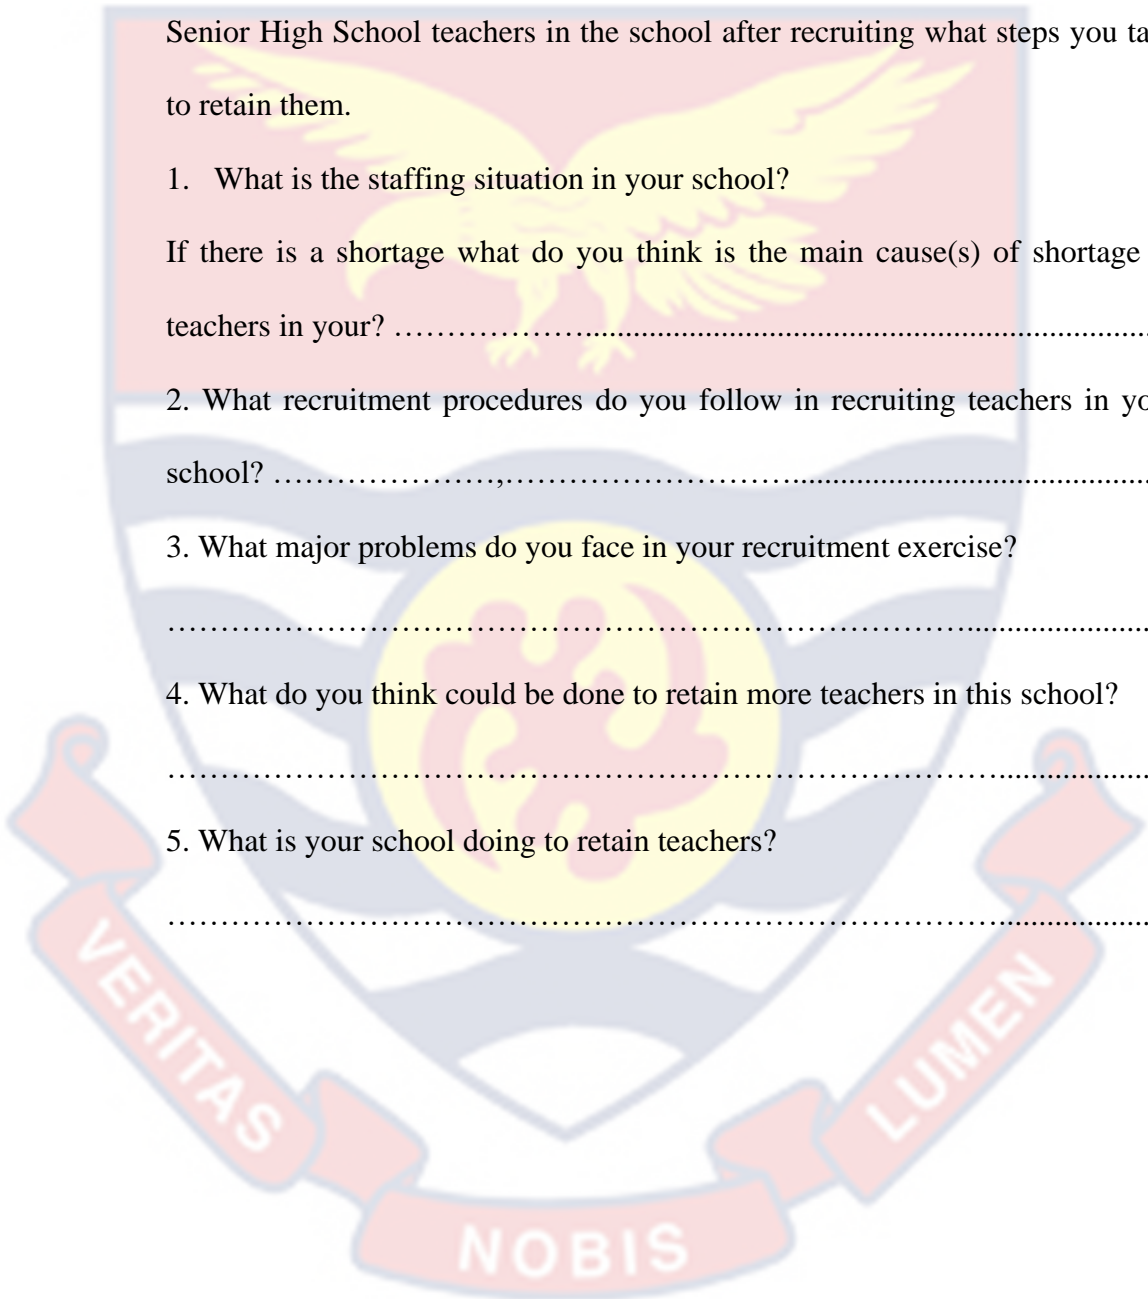 Senior High School teachers in the school after recruiting what steps you ta
to retain them.
1. What is the staffing situation in your school?
If there is a shortage what do you think is the main cause(s) of shortage
teachers in your? ………………....................................................................
2. What recruitment procedures do you follow in recruiting teachers in yo
school? …………………,………………………..........................................
3. What major problems do you face in your recruitment exercise?
…………………………………………………………………......................
4. What do you think could be done to retain more teachers in this school?
……………………………………………………………………..................
5. What is your school doing to retain teachers?
……………………………………………………………………..................
VERITAS
NOBIS
LUMEN